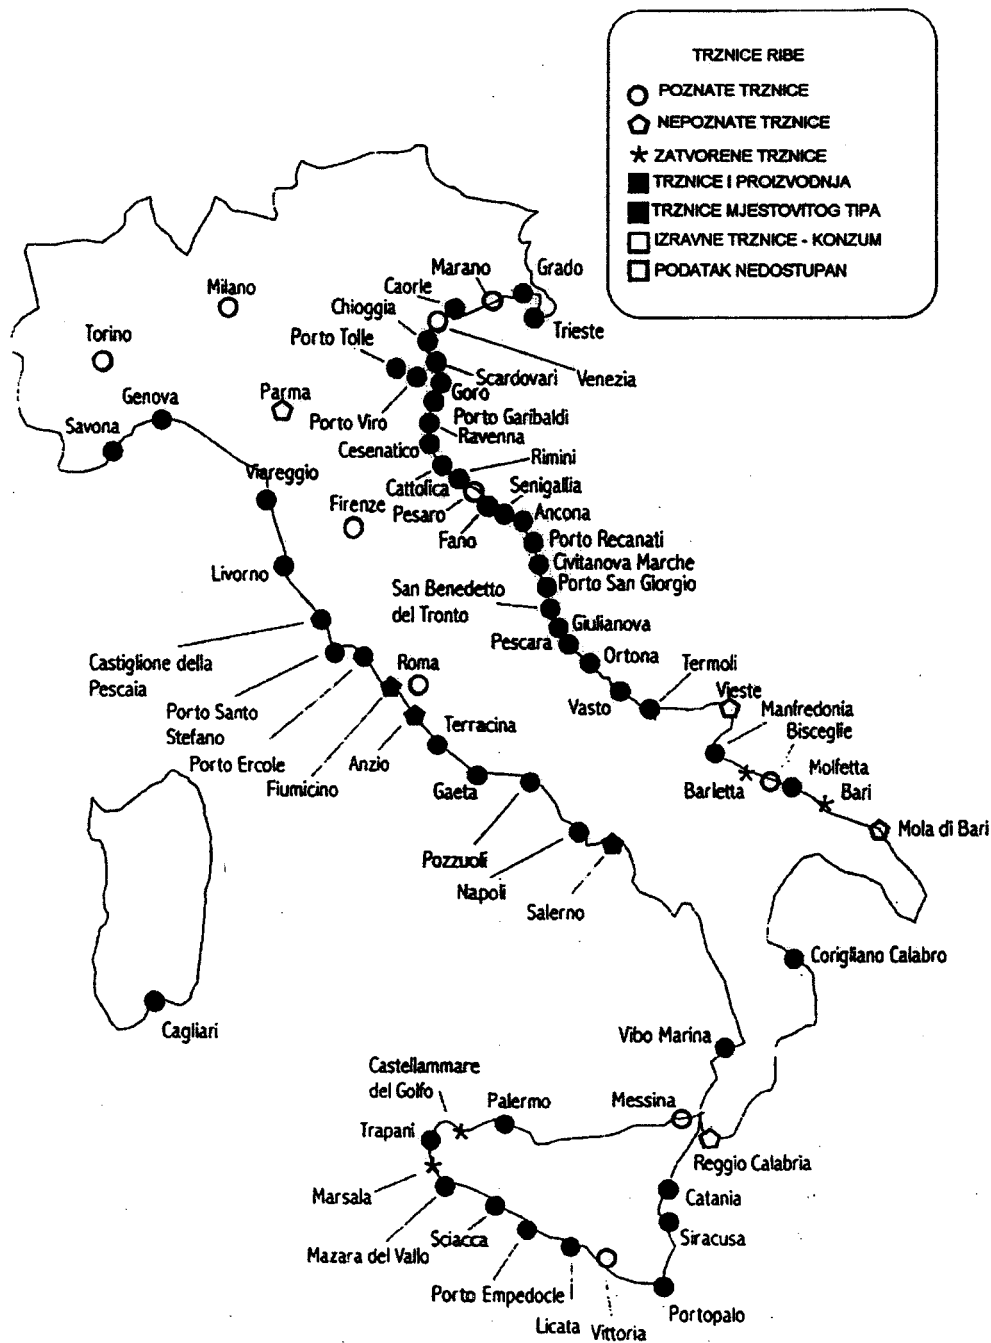 TRZNICE RIBE
POZNATE TRZNICE
NEPOZNATE TRZNICE
ZATVORENE TRZNICE
TRZNICE I PROIZVODNJA
TRZNICE MJESTOVITOG TIPA
IZRAVNE TRZNICE - KONZUM
PODATAK NEDOSTUPAN
Marano
Grado
Caorle
Milano
Chioggia
Trieste
Torino
Porto Tolle
Scardovari
Venezia
Parma
Goro
Genova
Porto Viro
Porto Garibaldi
Savona
Ravenna
Cesenatico
Rimini
Viareggio
Cattolica
Senigallia
Firenze
Pesaro
Ancona
Fano
Porto Recanati
Civitanova Marche
Livorno
Porto San Giorgio
San Benedetto
del Tronto
Giulianova
Pescara
Castiglione della
Pescaia
Roma
Ortona
Termoli
Vieste
Porto Santo
Stefano
Vasto
Manfredonia
Terracina
Bisceglie
Porto Ercole
Anzio
Fiumicino
Gaeta
Barletta
Molfetta
Bari
Mola di Bari
Pozzuoli
Napoli
Salerno
Corigliano Calabro
Cagliari
Vibo Marina
Castellammare
del Golfo
Palermo
Messina
Trapani
Reggio Calabria
Marsala
Catania
Sciacca
Siracusa
Mazara del Vallo
Porto Empedocle
Portopalo
Licata
Vittoria